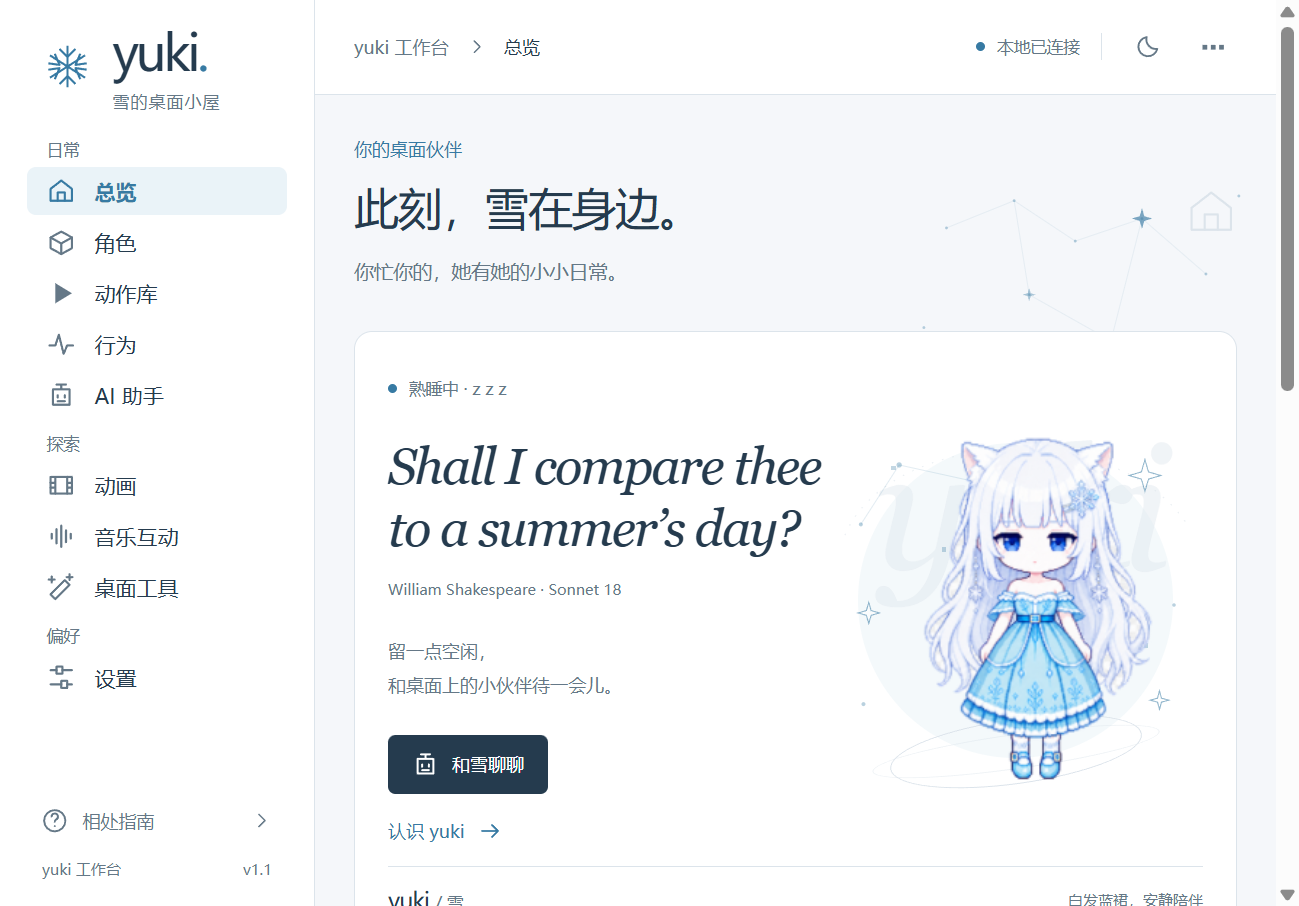 yuki.
雪的桌面小屋
日常
总览
角色
动作库
行为
AI 助手
探索
动画
音乐互动
桌面工具
偏好
设置
相处指南
yuki 工作台
v1.1
yuki 工作台
总览
本地已连接
你的桌面伙伴
此刻，雪在身边。
你忙你的，她有她的小小日常。
熟睡中 · z z z
Shall I compare thee
to a summer’s day?
William Shakespeare · Sonnet 18
留一点空闲，
和桌面上的小伙伴待一会儿。
yuki
和雪聊聊
认识 yuki
yuki / 雪
白发蓝裙，安静陪伴